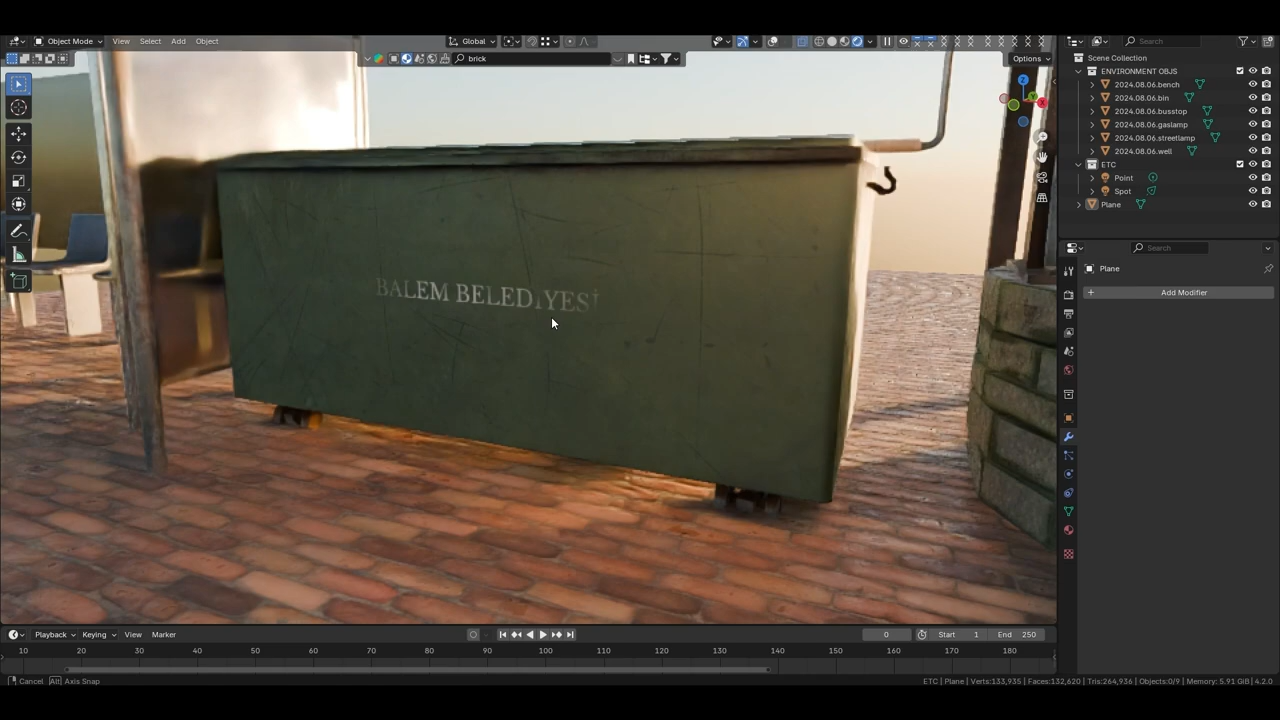 Object Mode View Select Add Object Global
brick Options
BALEM BELEDİYESİ
Search
Scene Collection
ENVIRONMENT OBJS
2024.08.06.bench
2024.08.06.bin
2024.08.06.busstop
2024.08.06.gaslamp
2024.08.06.streetlamp
2024.08.06.well
ETC
Point
Spot
Plane
Search
Plane
+ Add Modifier
Playback Keying View Marker 0 Start 1 End 250
10 20 30 40 50 60 70 80 90 100 110 120 130 140 150 160 170 180
Cancel Alt Axis Snap ETC | Plane | Verts:133,935 | Faces:132,620 | Tris:264,936 | Objects:0/9 | Memory: 5.91 GiB | 4.2.0